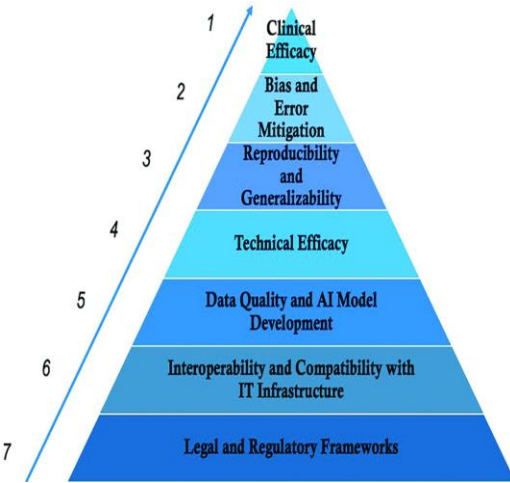 1
Clinical
Efficacy
2
Bias and
Error
Mitigation
3
Reproducibility
and
Generalizability
4
Technical Efficacy
5
Data Quality and AI Model
Development
6
Interoperability and Compatibility with
IT Infrastructure
7
Legal and Regulatory Frameworks